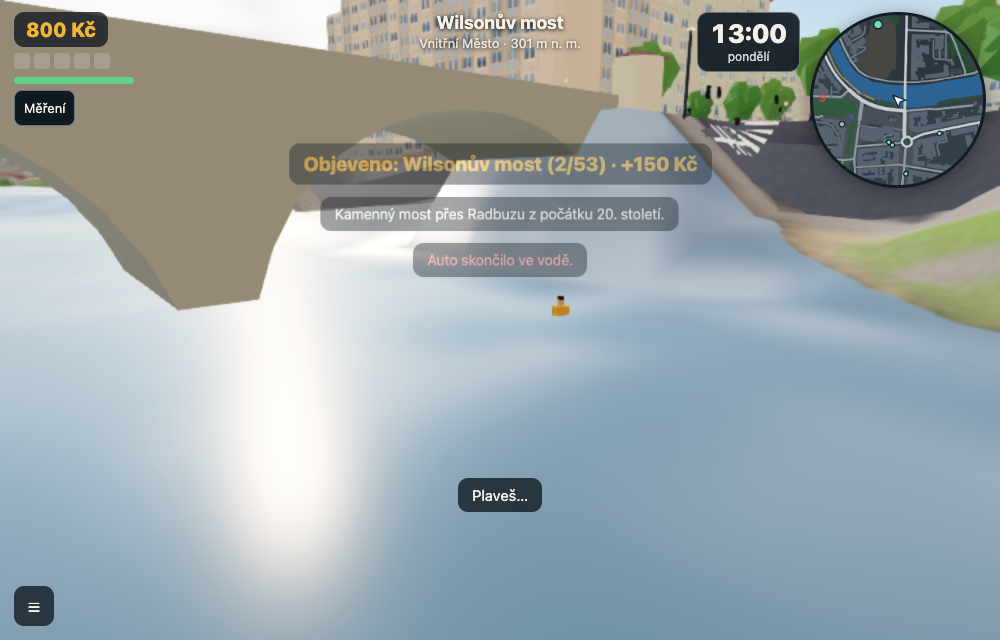 800 Kč
Měření
Wilsonův most
Vnitřní Město · 301 m n. m.
13:00
pondělí
Objeveno: Wilsonův most (2/53) · +150 Kč
Kamenný most přes Radbuzu z počátku 20. století.
Auto skončilo ve vodě.
Plaveš...